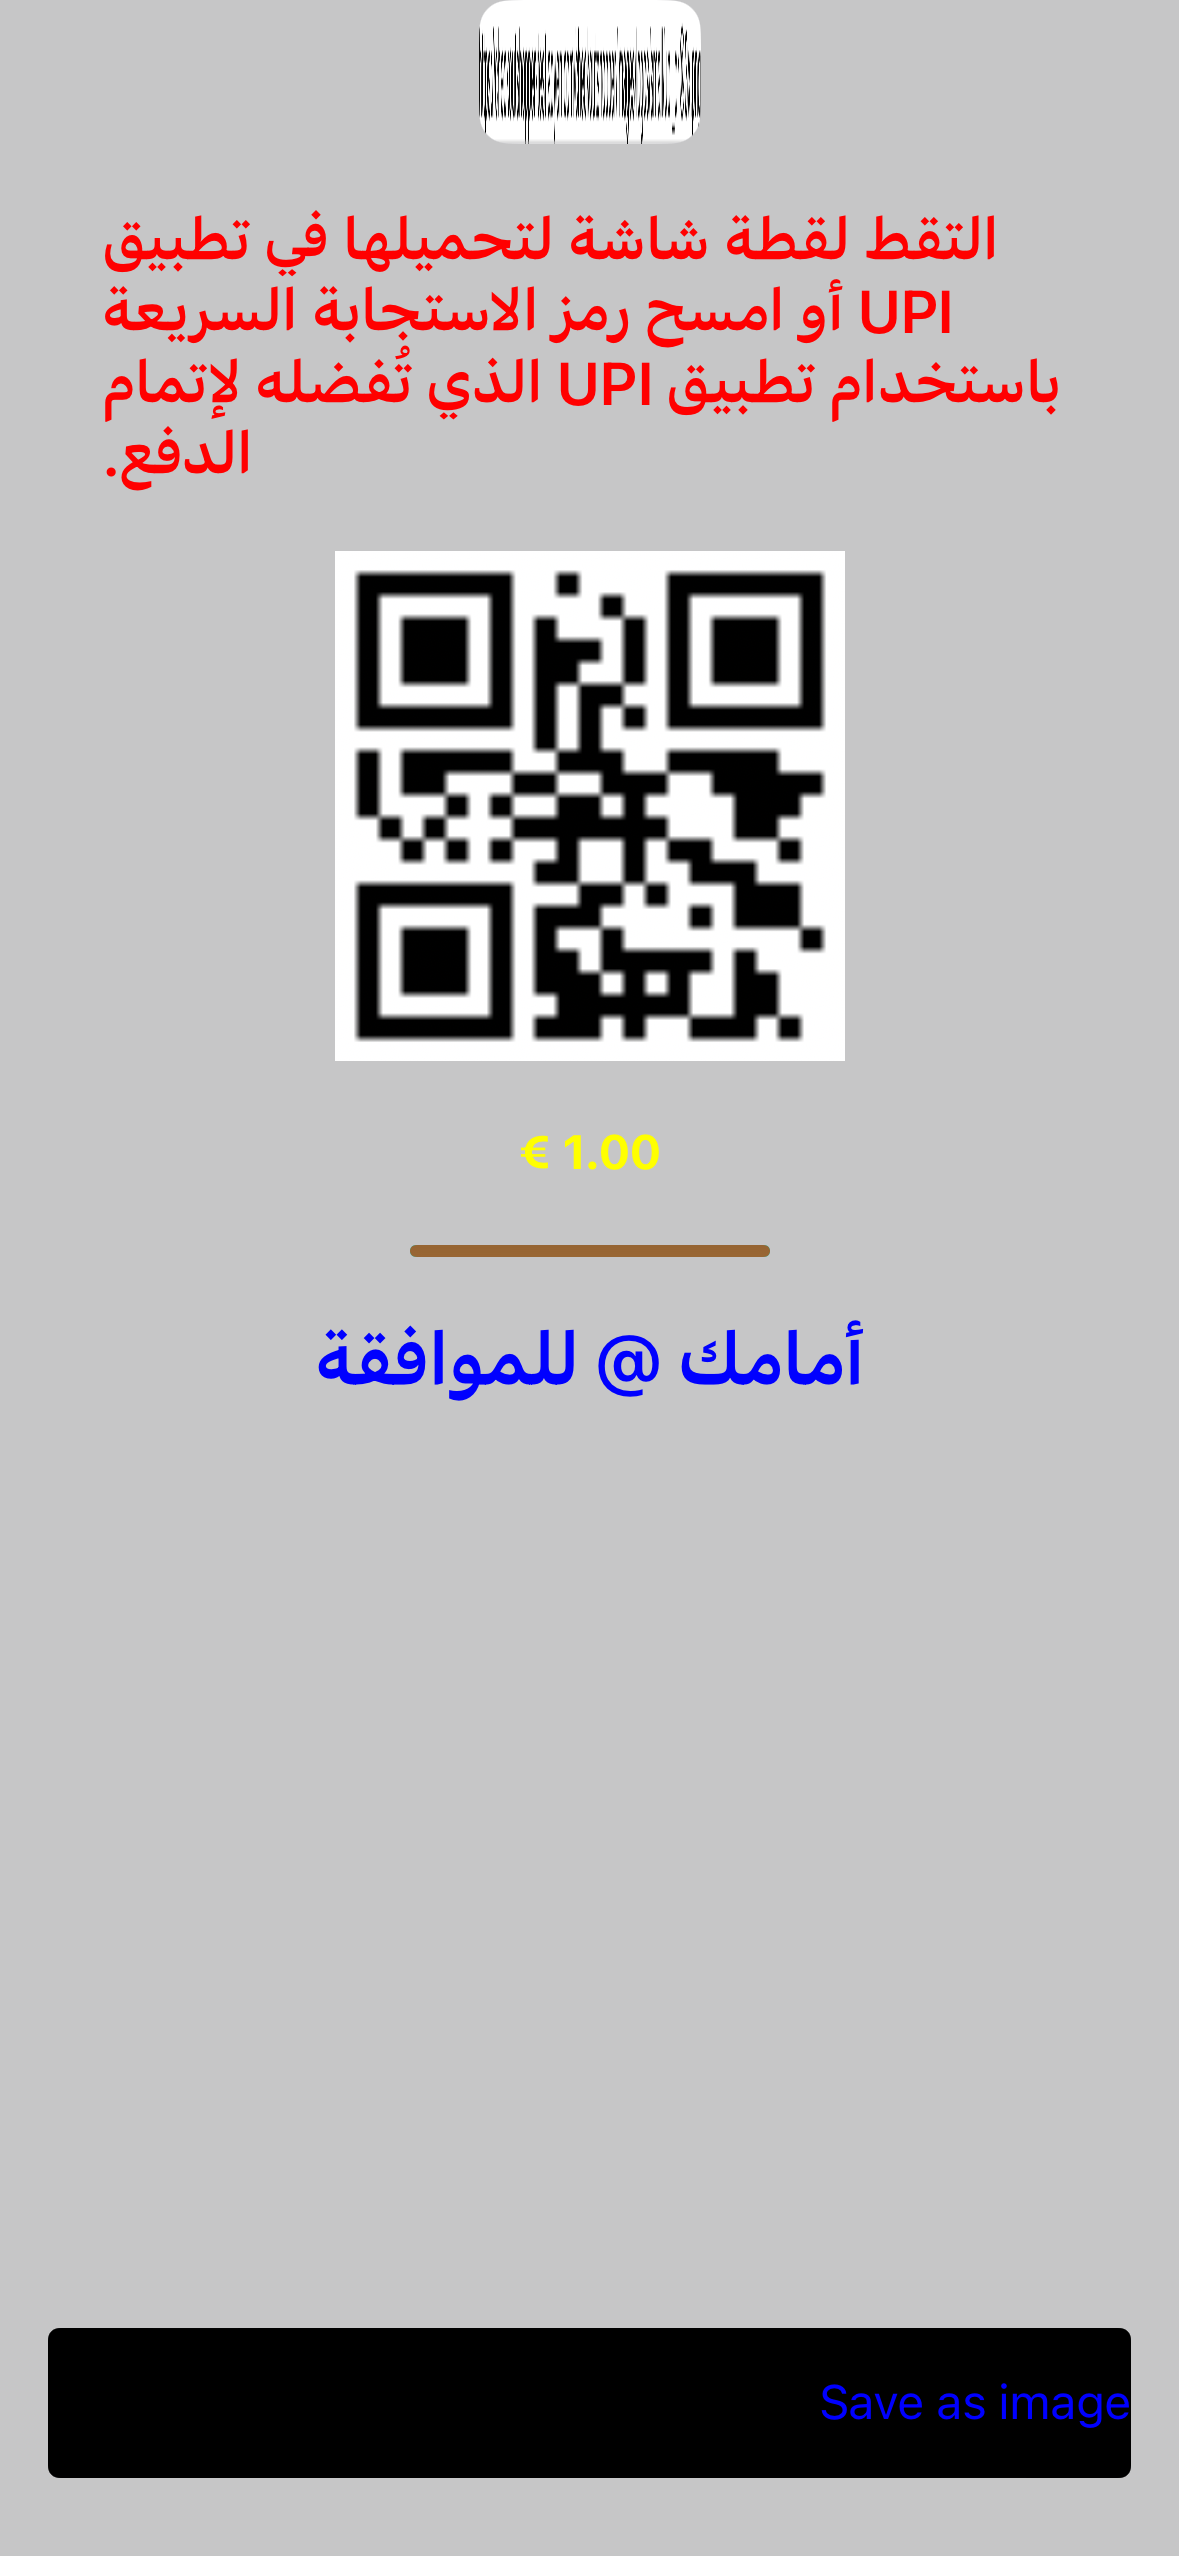 التقط لقطة شاشة لتحميلها في تطبيق
UPI أو امسح رمز الاستجابة السريعة
باستخدام تطبيق UPI الذي تُفضله لإتمام
الدفع.
€ 1.00
أمامك @ للموافقة
Save as image